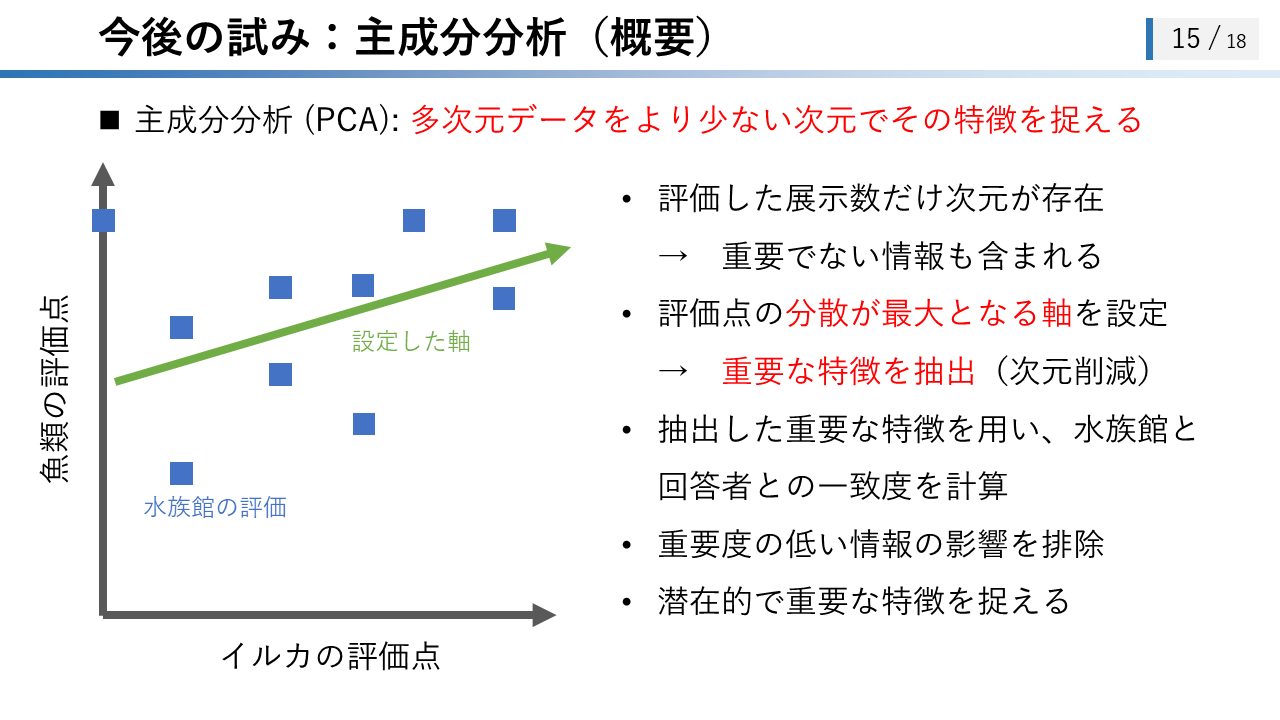 今後の試み：主成分分析（概要）
15 / 18
■ 主成分分析 (PCA): 多次元データをより少ない次元でその特徴を捉える
魚類の評価点
設定した軸
水族館の評価
イルカの評価点
• 評価した展示数だけ次元が存在
→ 重要でない情報も含まれる
• 評価点の分散が最大となる軸を設定
→ 重要な特徴を抽出（次元削減）
• 抽出した重要な特徴を用い、水族館と
回答者との一致度を計算
• 重要度の低い情報の影響を排除
• 潜在的で重要な特徴を捉える